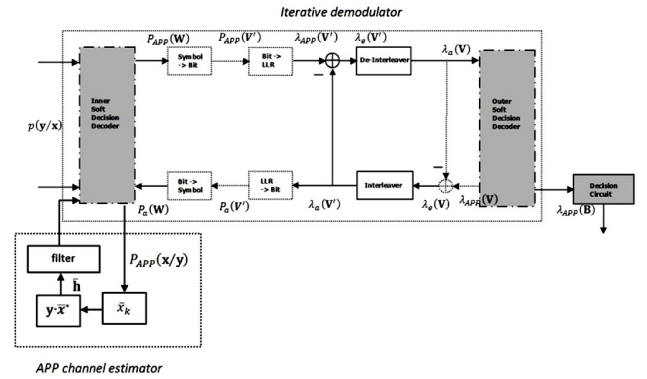 Iterative demodulator
P_APP(W) P_APP(V') λ_APP(V') λ_e(V') λ_a(V)
Symbol -> Bit
Bit -> LLR
De-Interleaver
Inner Soft Decision Decoder
Outer Soft Decision Decoder
p(y/x)
Bit -> Symbol
LLR -> Bit
Interleaver
Decision Circuit
P_a(W) P_a(V') λ_a(V') λ_e(V) λ_APP(V) λ_APP(B)
filter
P_APP(x/y)
h̄
y·x̄*
x̄_k
APP channel estimator